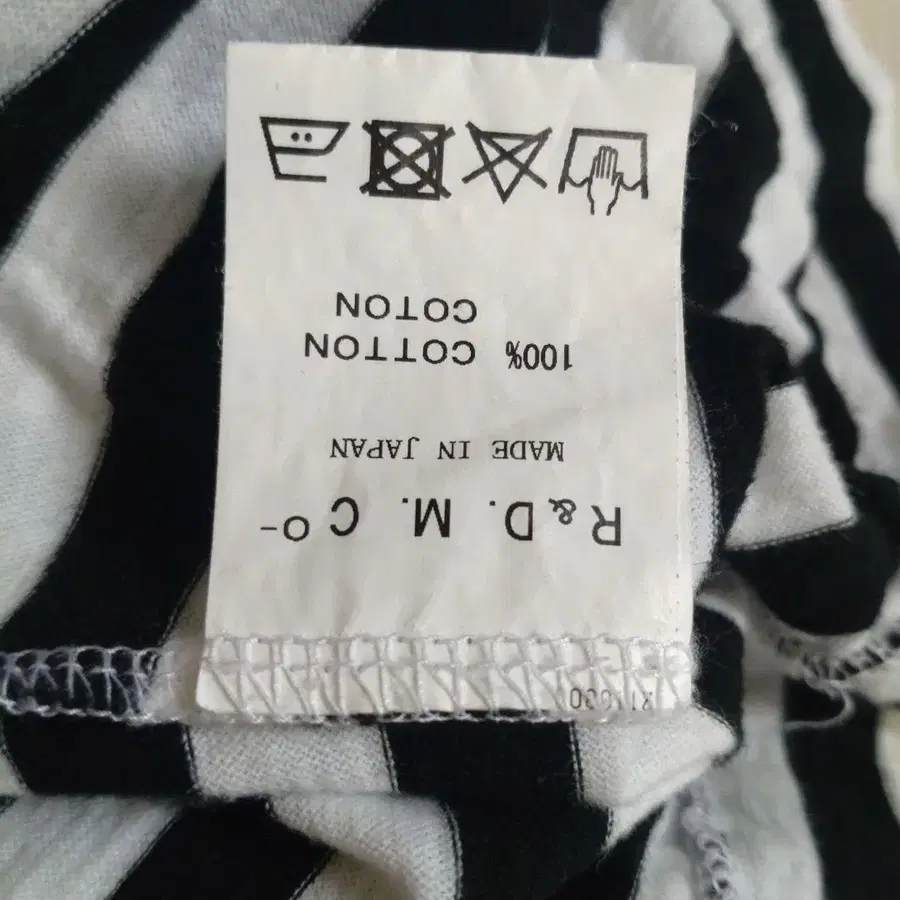 R&D. M. Co-
MADE IN JAPAN
100% COTTON
COTON